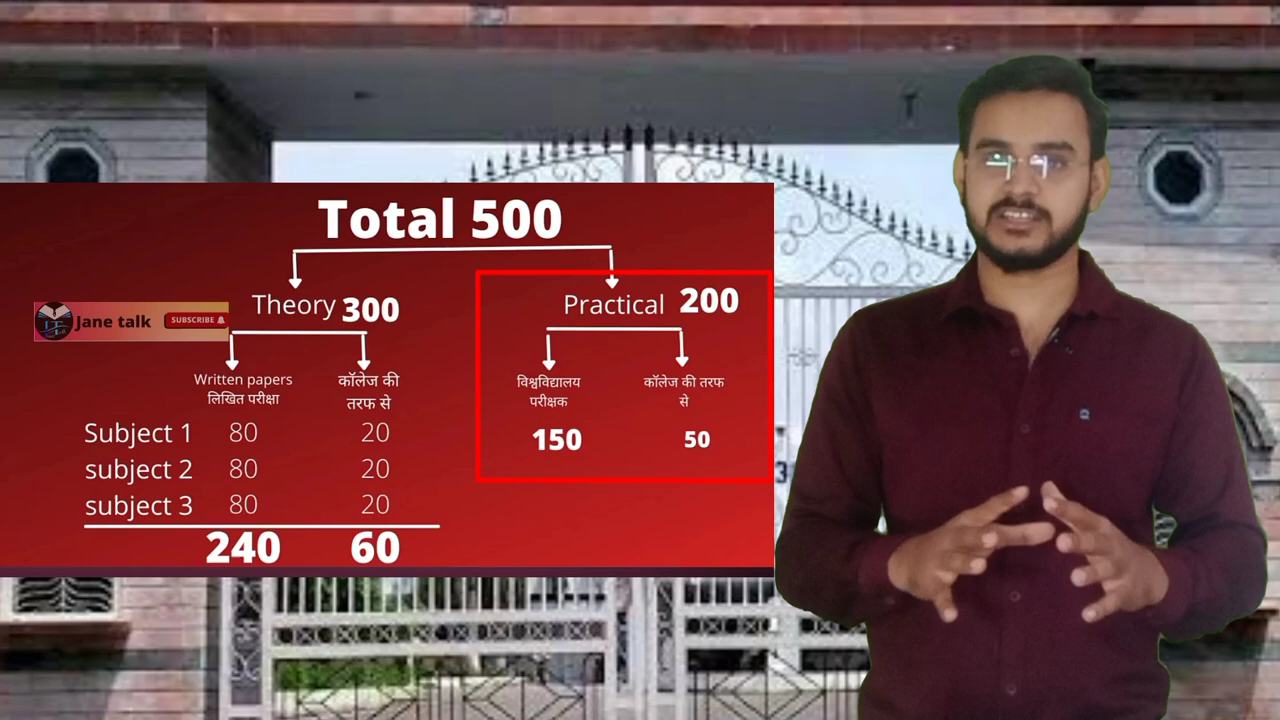 Total 500
Theory 300
Practical 200
Jane talk SUBSCRIBE
Written papers
लिखित परीक्षा
कॉलेज की
तरफ से
विश्वविद्यालय
परीक्षक
कॉलेज की तरफ
से
150
50
Subject 1 80 20
subject 2 80 20
subject 3 80 20
240 60